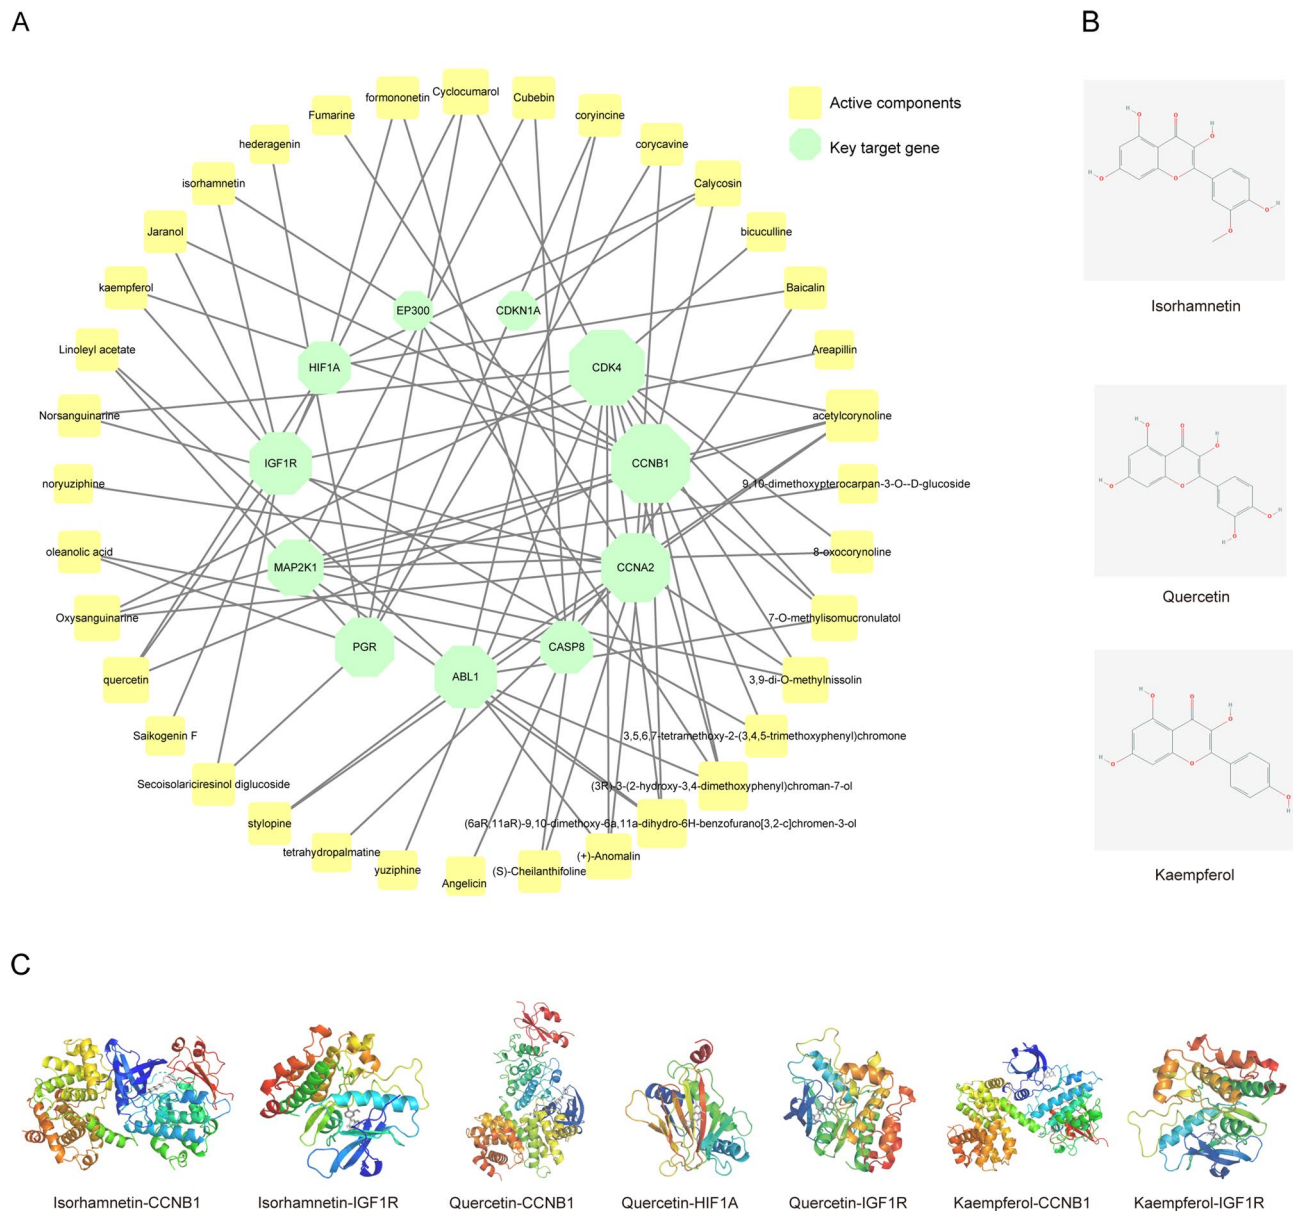 A
B
formononetin
Cyclocumarol
Cubebin
Fumarine
coryincine
hederagenin
corycavine
isorhamnetin
Calycosin
Jaranol
bicuculline
kaempferol
Baicalin
Linoleyl acetate
Areapillin
Norsanguinarine
acetylcorynoline
noryuziphine
9,10-dimethoxypterocarpan-3-O--D-glucoside
oleanolic acid
8-oxocorynoline
Oxysanguinarine
7-O-methylisomucronulatol
quercetin
3,9-di-O-methylnissolin
Saikogenin F
3,5,6,7-tetramethoxy-2-(3,4,5-trimethoxyphenyl)chromone
Secoisolariciresinol diglucoside
(3R)-3-(2-hydroxy-3,4-dimethoxyphenyl)chroman-7-ol
stylopine
(6aR,11aR)-9,10-dimethoxy-6a,11a-dihydro-6H-benzofurano[3,2-c]chromen-3-ol
tetrahydropalmatine
(+)-Anomalin
yuziphine
(S)-Cheilanthifoline
Angelicin
EP300
CDKN1A
HIF1A
CDK4
IGF1R
CCNB1
MAP2K1
CCNA2
PGR
CASP8
ABL1
Active components
Key target gene
H
O
O
H
O
H
O
O
O
H
O
Isorhamnetin
H
O
O
H
O
H
O
O
O
H
O
H
Quercetin
H
O
O
H
O
H
O
O
O
H
Kaempferol
C
Isorhamnetin-CCNB1
Isorhamnetin-IGF1R
Quercetin-CCNB1
Quercetin-HIF1A
Quercetin-IGF1R
Kaempferol-CCNB1
Kaempferol-IGF1R